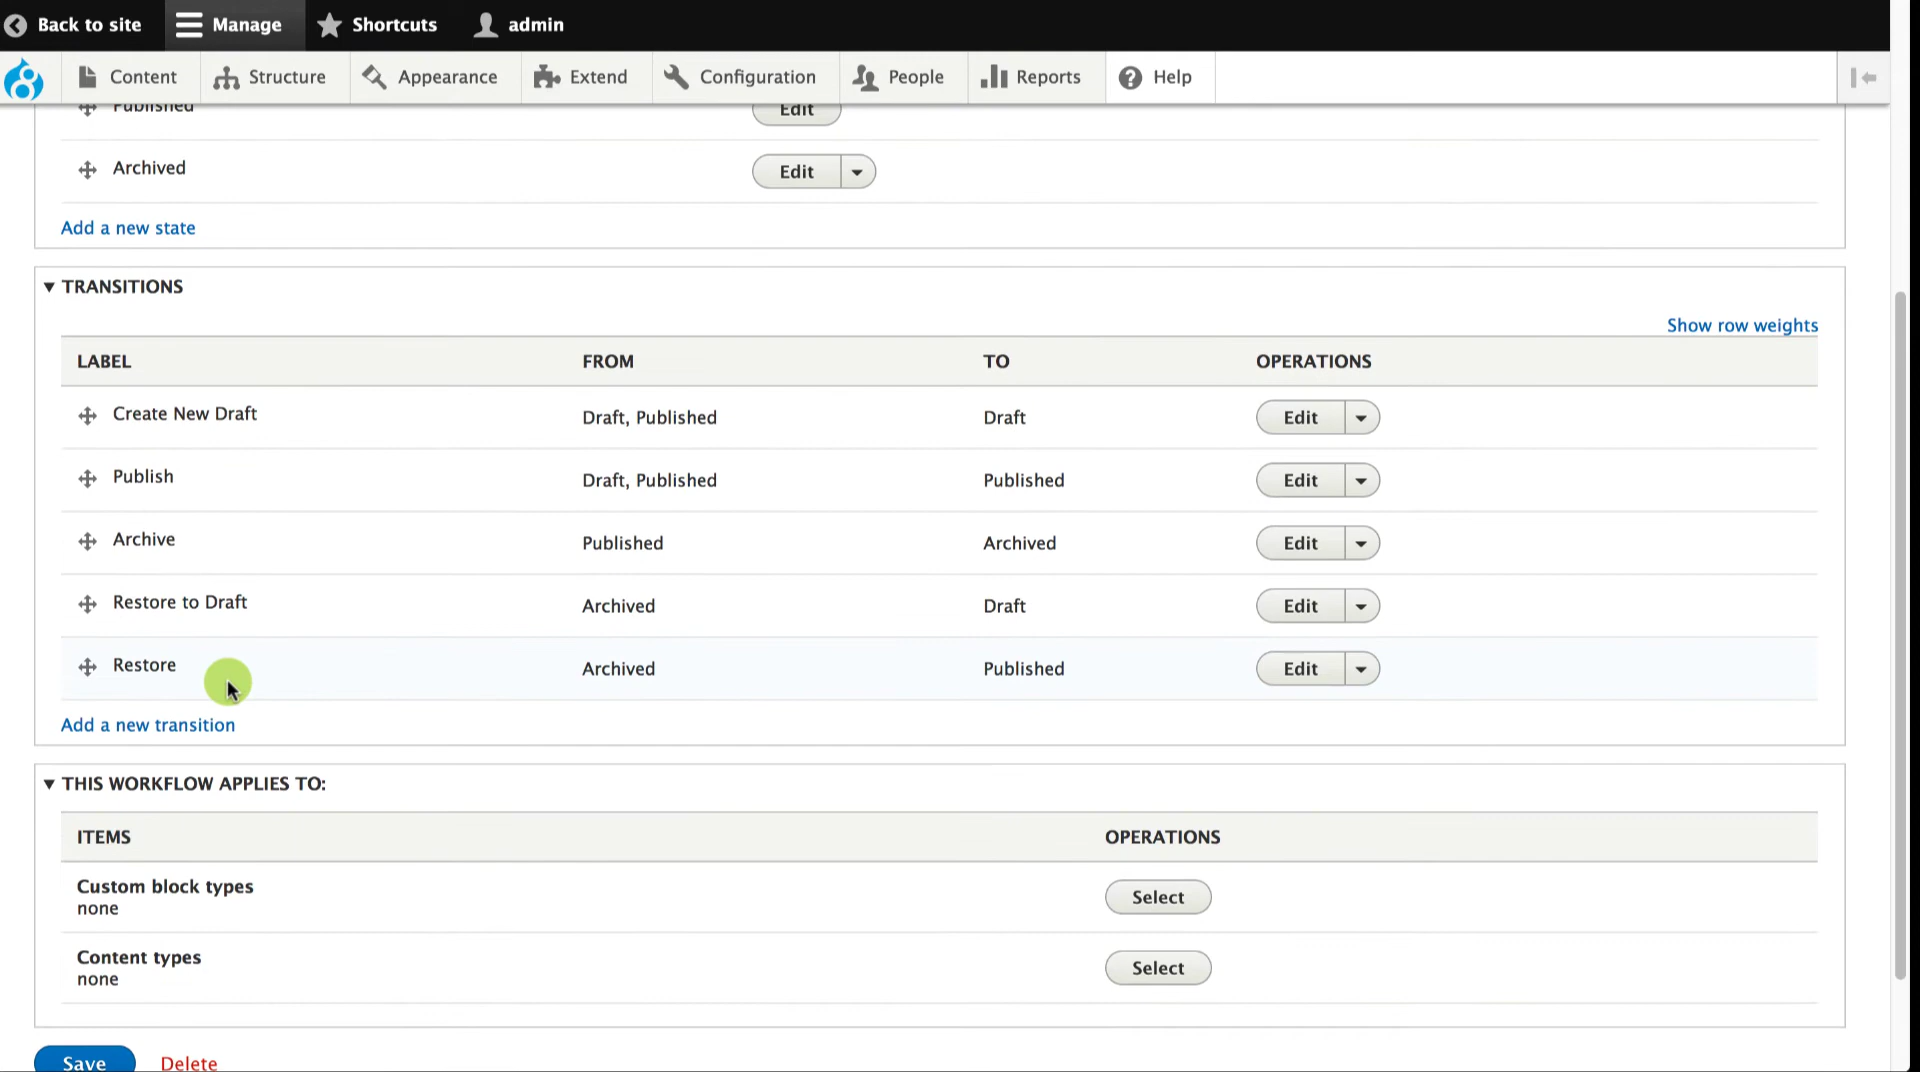 Back to site Manage Shortcuts admin
Content Structure Appearance Extend Configuration People Reports Help
Published Edit
Archived Edit
Add a new state
TRANSITIONS
Show row weights
LABEL FROM TO OPERATIONS
Create New Draft Draft, Published Draft Edit
Publish Draft, Published Published Edit
Archive Published Archived Edit
Restore to Draft Archived Draft Edit
Restore Archived Published Edit
Add a new transition
THIS WORKFLOW APPLIES TO:
ITEMS OPERATIONS
Custom block types
none
Select
Content types
none
Select
Save Delete